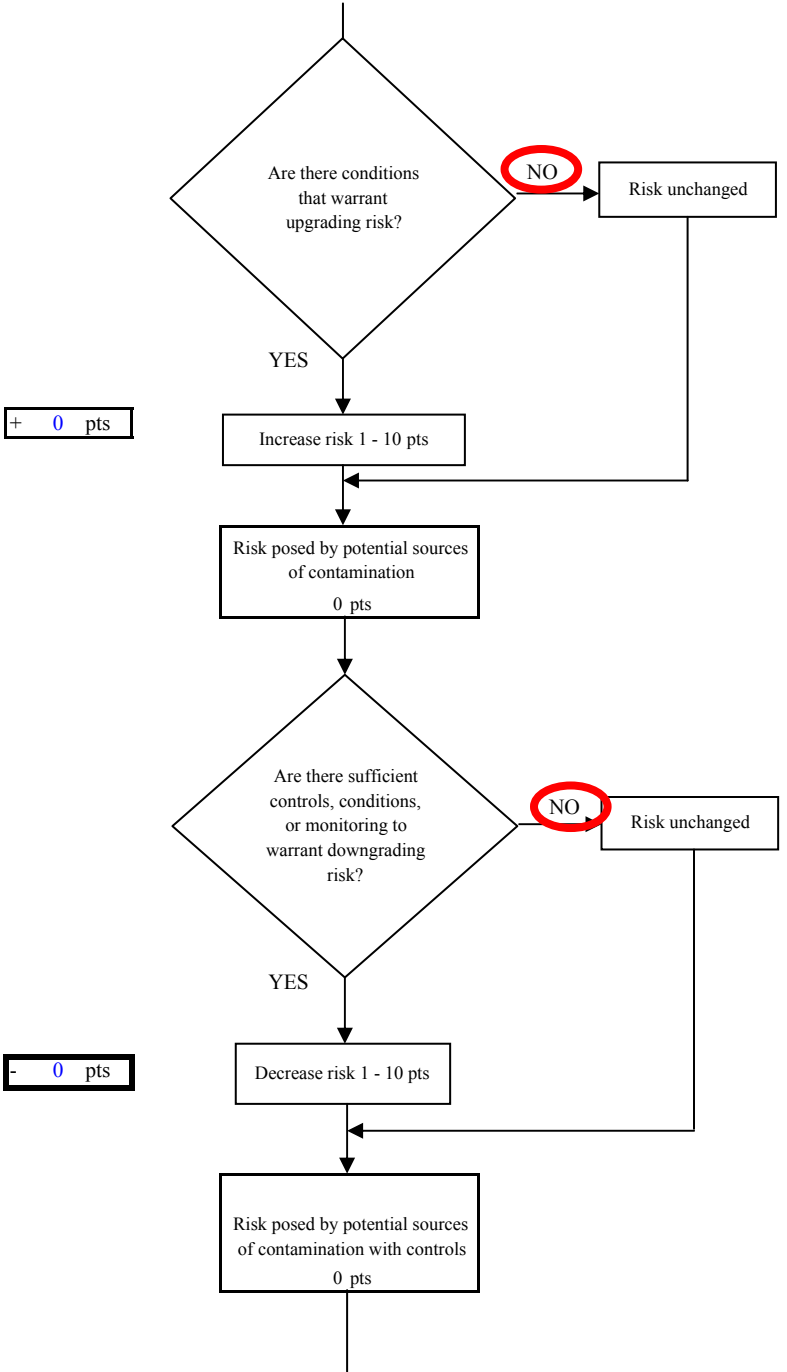 Are there conditions
that warrant
upgrading risk?
NO
Risk unchanged
YES
+ 0 pts
Increase risk 1 - 10 pts
Risk posed by potential sources
of contamination
0 pts
Are there sufficient
controls, conditions,
or monitoring to
warrant downgrading
risk?
NO
Risk unchanged
YES
- 0 pts
Decrease risk 1 - 10 pts
Risk posed by potential sources
of contamination with controls
0 pts